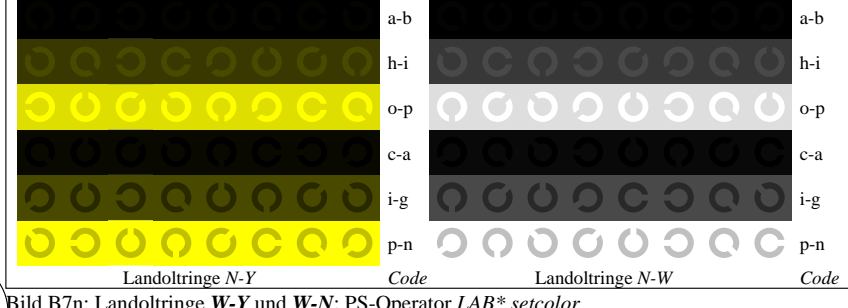 a-b a-b
h-i h-i
o-p o-p
c-a c-a
i-g i-g
p-n p-n
Landoltringe N-Y Code Landoltringe N-W Code
Bild B7n: Landoltringe W-Y und W-N; PS-Operator LAB* setcolor